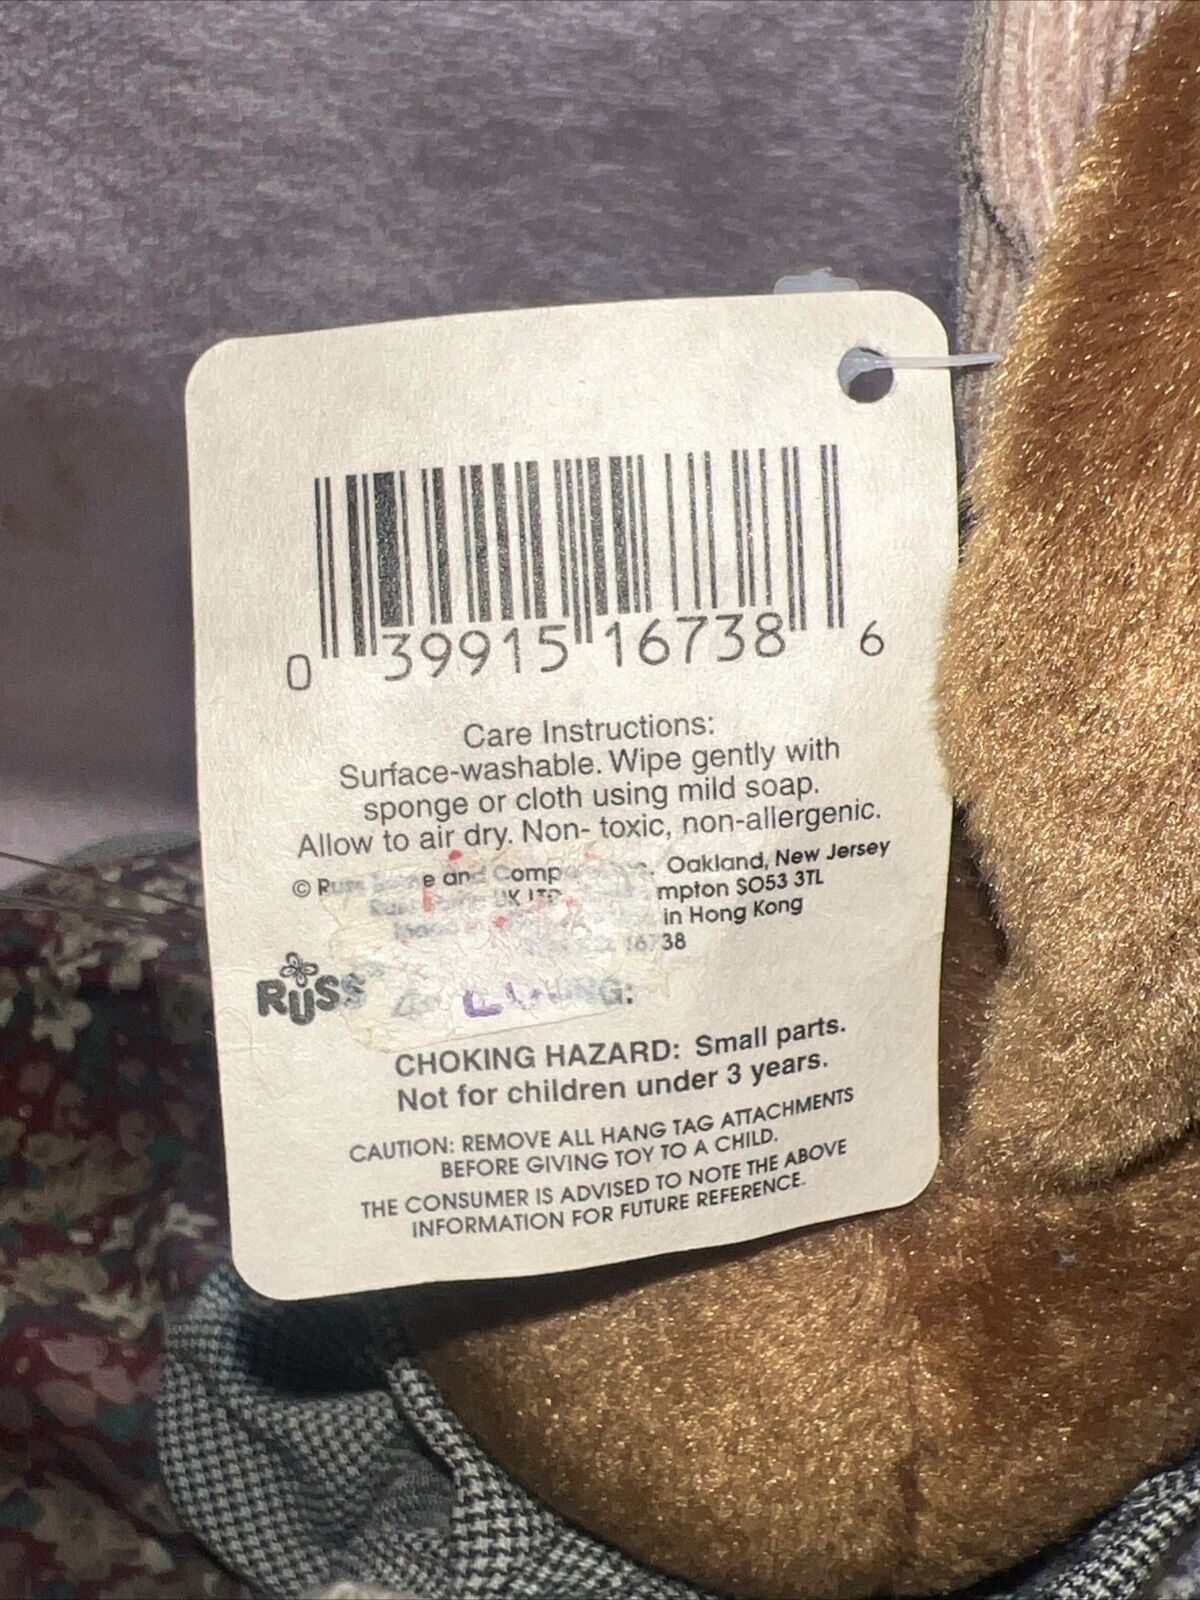 0 39915 16738 6
Care Instructions:
Surface-washable. Wipe gently with
sponge or cloth using mild soap.
Allow to air dry. Non- toxic, non-allergenic.
© Russ and Oakland, New Jersey
UK LTD SO53 3TL
in Hong Kong
16738
RUSS
CHOKING HAZARD: Small parts.
Not for children under 3 years.
CAUTION: REMOVE ALL HANG TAG ATTACHMENTS
BEFORE GIVING TOY TO A CHILD.
THE CONSUMER IS ADVISED TO NOTE THE ABOVE
INFORMATION FOR FUTURE REFERENCE.